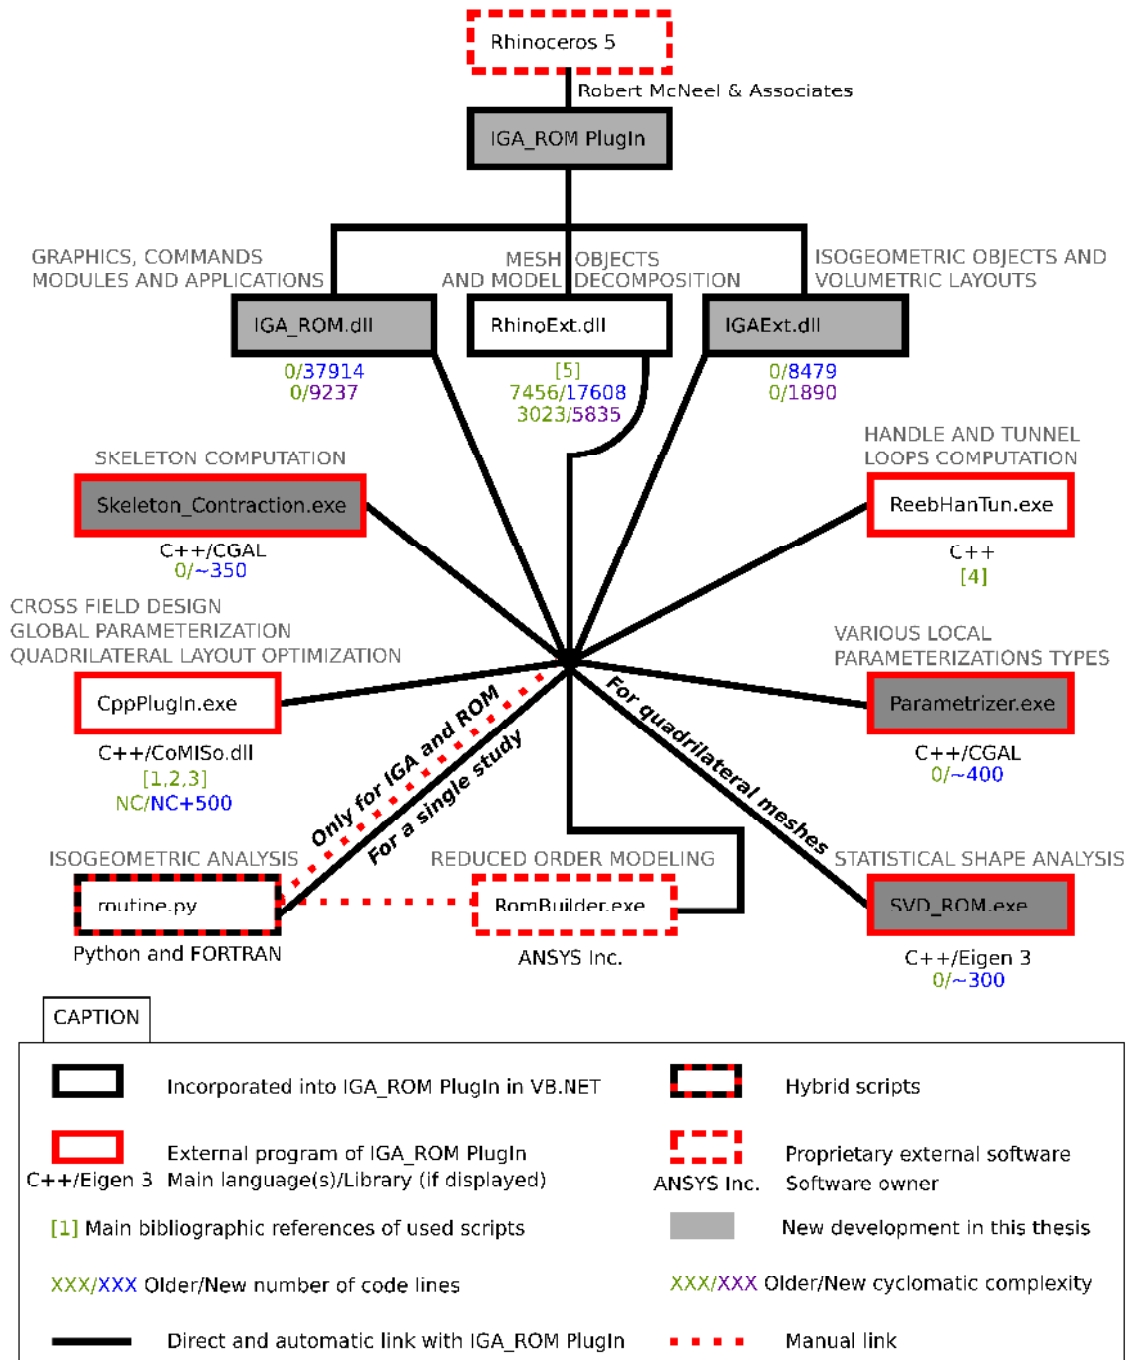 Rhinoceros 5
Robert McNeel & Associates
IGA_ROM PlugIn
GRAPHICS, COMMANDS
MODULES AND APPLICATIONS
MESH OBJECTS
AND MODEL DECOMPOSITION
ISOGEOMETRIC OBJECTS AND
VOLUMETRIC LAYOUTS
IGA_ROM.dll
RhinoExt.dll
IGAExt.dll
0/37914
0/9237
[5]
7456/17608
3023/5835
0/8479
0/1890
SKELETON COMPUTATION
HANDLE AND TUNNEL
LOOPS COMPUTATION
Skeleton_Contraction.exe
ReebHanTun.exe
C++/CGAL
0/~350
C++
[4]
CROSS FIELD DESIGN
GLOBAL PARAMETERIZATION
QUADRILATERAL LAYOUT OPTIMIZATION
VARIOUS LOCAL
PARAMETERIZATIONS TYPES
CppPlugIn.exe
Parametrizer.exe
C++/CoMISo.dll
[1,2,3]
NC/NC+500
C++/CGAL
0/~400
Only for IGA and ROM
For a single study
For quadrilateral meshes
ISOGEOMETRIC ANALYSIS
REDUCED ORDER MODELING
STATISTICAL SHAPE ANALYSIS
routine.py
RomBuilder.exe
SVD_ROM.exe
Python and FORTRAN
ANSYS Inc.
C++/Eigen 3
0/~300
CAPTION
Incorporated into IGA_ROM PlugIn in VB.NET
Hybrid scripts
External program of IGA_ROM PlugIn
Proprietary external software
C++/Eigen 3 Main language(s)/Library (if displayed)
ANSYS Inc. Software owner
[1] Main bibliographic references of used scripts
New development in this thesis
XXX/XXX Older/New number of code lines
XXX/XXX Older/New cyclomatic complexity
Direct and automatic link with IGA_ROM PlugIn
Manual link